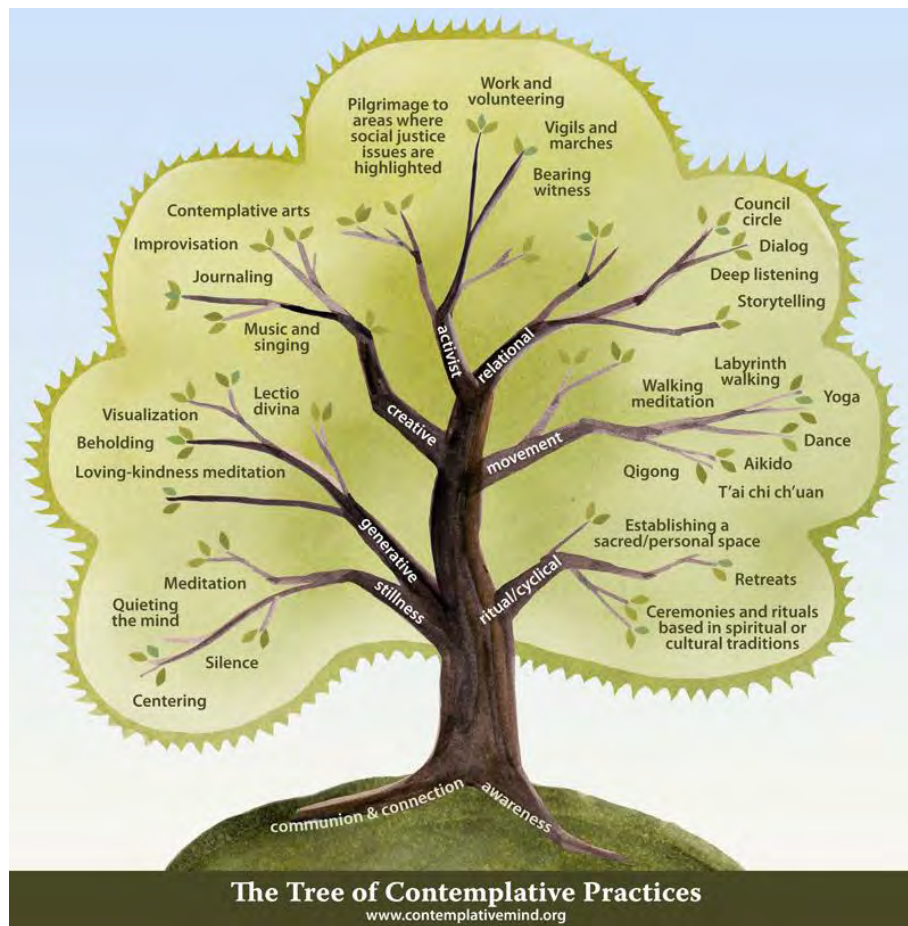 Work and
volunteering
Pilgrimage to
areas where
social justice
issues are
highlighted
Vigils and
marches
Bearing
witness
Council
circle
Dialog
Deep listening
Storytelling
Contemplative arts
Improvisation
Journaling
Music and
singing
activist
relational
creative
movement
Labyrinth
walking
Walking
meditation
Yoga
Dance
Aikido
Qigong
T'ai chi ch'uan
Lectio
divina
Visualization
Beholding
Loving-kindness meditation
generative
stillness
ritual/cyclical
Establishing a
sacred/personal space
Retreats
Ceremonies and rituals
based in spiritual or
cultural traditions
Meditation
Quieting
the mind
Silence
Centering
communion & connection
awareness
The Tree of Contemplative Practices
www.contemplativemind.org